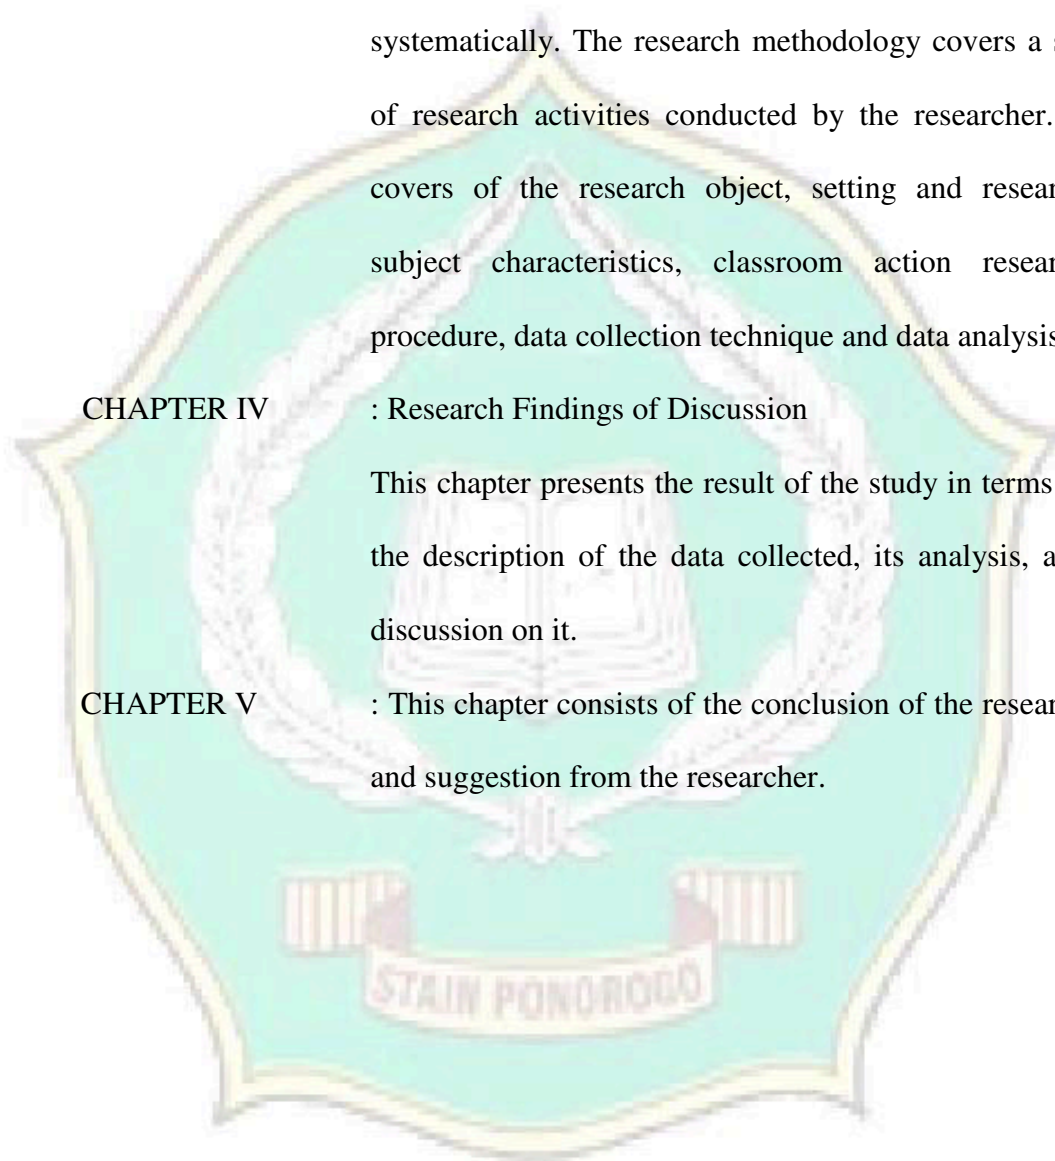 systematically. The research methodology covers a
of research activities conducted by the researcher.
covers of the research object, setting and resear
subject characteristics, classroom action resear
procedure, data collection technique and data analysis
CHAPTER IV : Research Findings of Discussion
This chapter presents the result of the study in terms
the description of the data collected, its analysis, a
discussion on it.
CHAPTER V : This chapter consists of the conclusion of the resear
and suggestion from the researcher.
STAIN PONOROGO